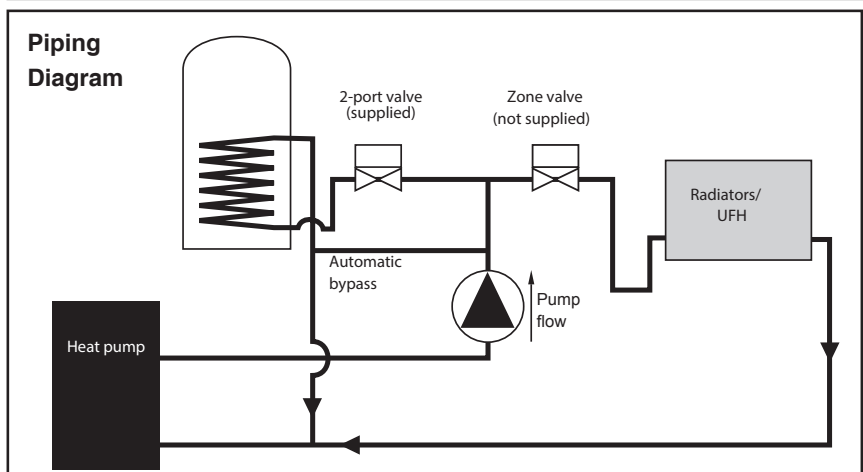 Piping
Diagram
2-port valve
(supplied)
Zone valve
(not supplied)
Radiators/
UFH
Automatic
bypass
Pump
flow
Heat pump